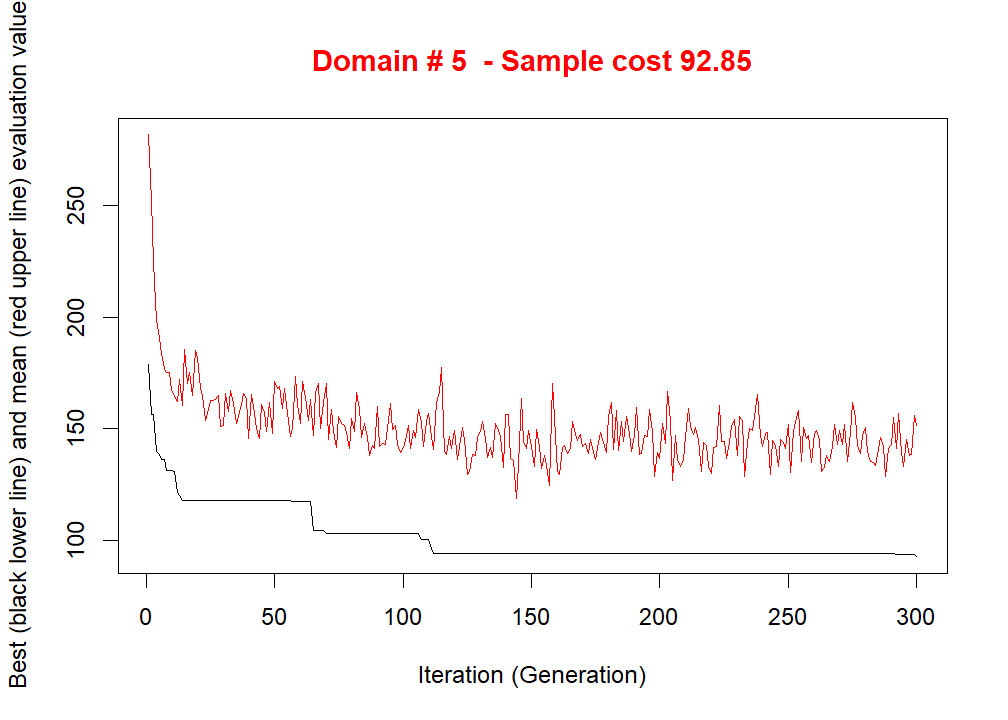 Domain # 5  - Sample cost 92.85
Best (black lower line) and mean (red upper line) evaluation value
250
200
150
100
0 50 100 150 200 250 300
Iteration (Generation)